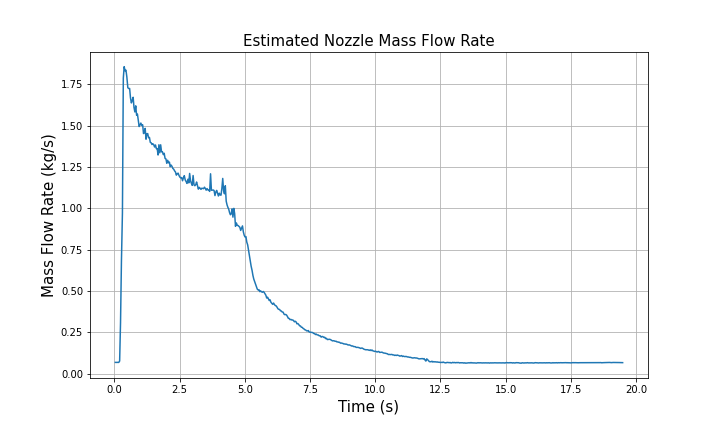 Estimated Nozzle Mass Flow Rate
Mass Flow Rate (kg/s)
1.75
1.50
1.25
1.00
0.75
0.50
0.25
0.00
0.0 2.5 5.0 7.5 10.0 12.5 15.0 17.5 20.0
Time (s)